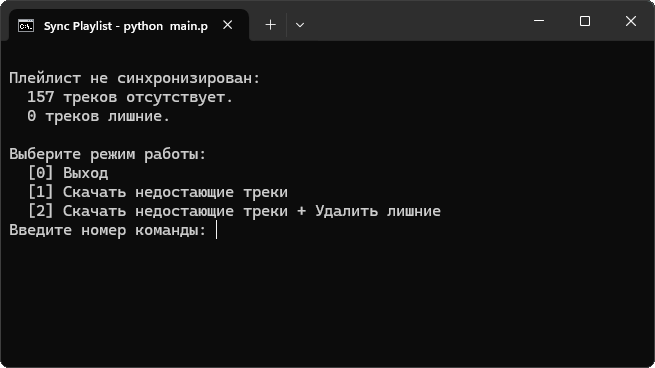 Sync Playlist - python main.p
Плейлист не синхронизирован:
157 треков отсутствует.
0 треков лишние.
Выберите режим работы:
[0] Выход
[1] Скачать недостающие треки
[2] Скачать недостающие треки + Удалить лишние
Введите номер команды: